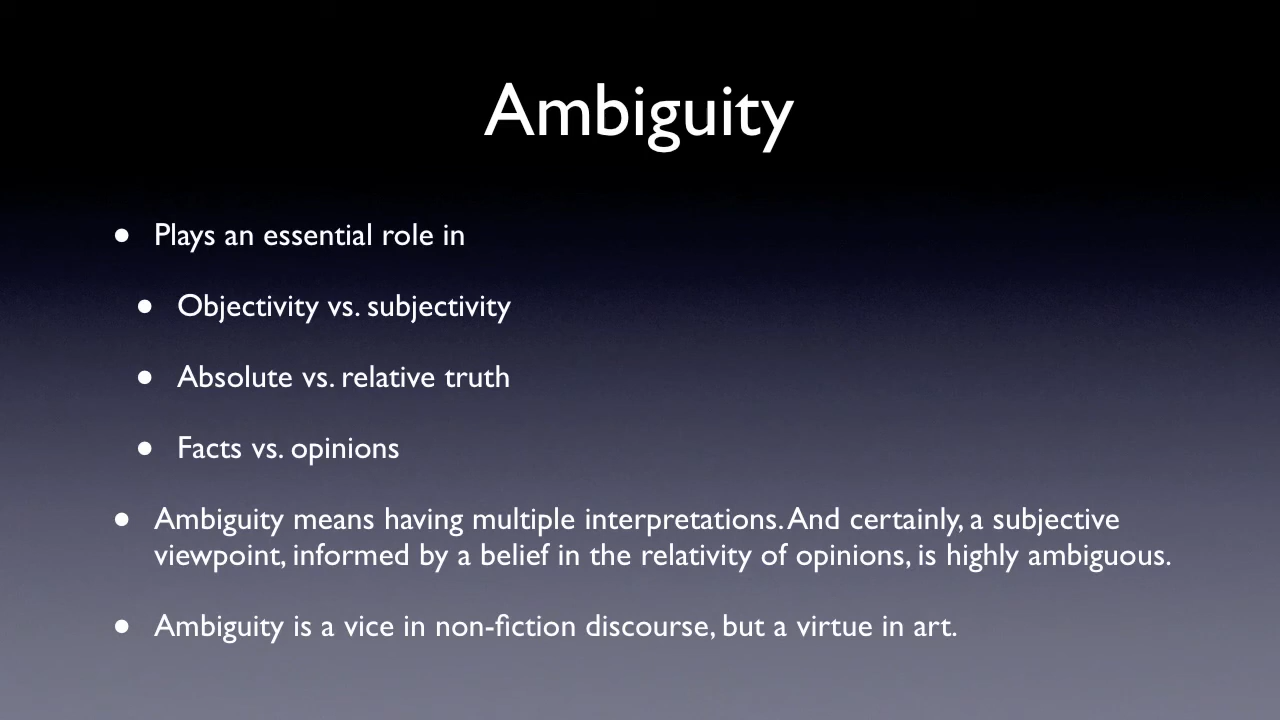 Ambiguity
• Plays an essential role in
• Objectivity vs. subjectivity
• Absolute vs. relative truth
• Facts vs. opinions
• Ambiguity means having multiple interpretations. And certainly, a subjective
viewpoint, informed by a belief in the relativity of opinions, is highly ambiguous.
• Ambiguity is a vice in non-fiction discourse, but a virtue in art.